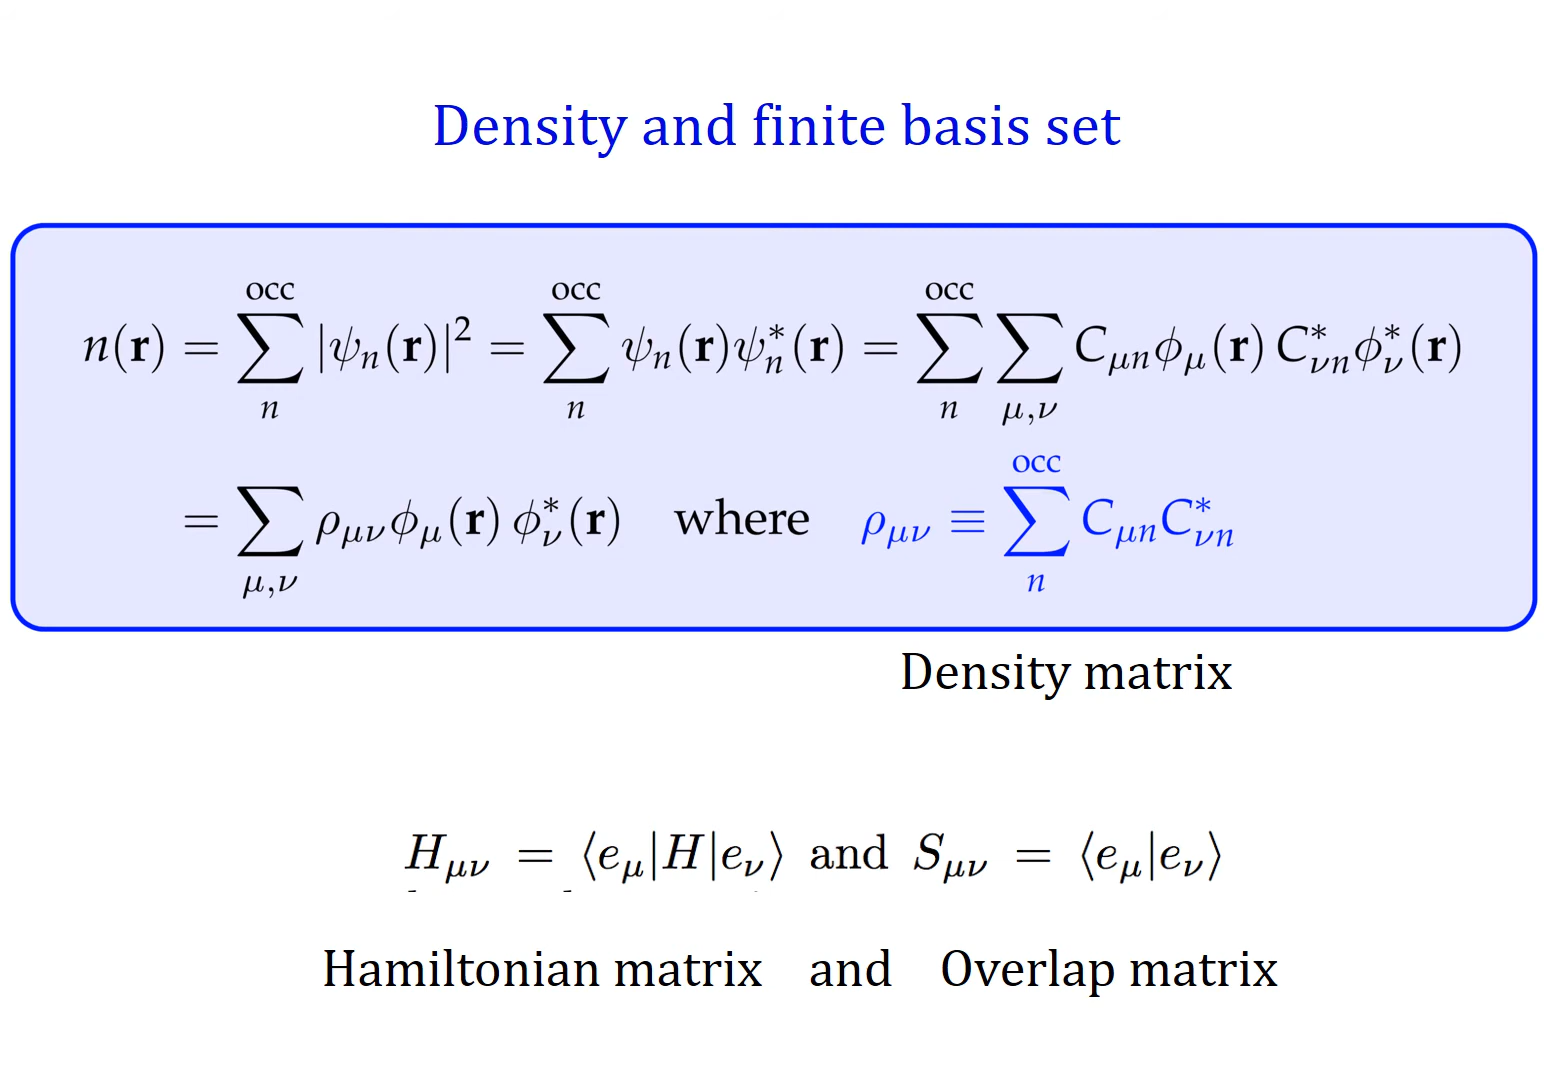 Density and finite basis set
n(𝐫) = ∑_n^occ |ψ_n(𝐫)|² = ∑_n^occ ψ_n(𝐫)ψ_n^*(𝐫) = ∑_n^occ ∑_{μ,ν} C_{μn}ϕ_μ(𝐫) C_{νn}^*ϕ_ν^*(𝐫)
= ∑_{μ,ν} ρ_{μν}ϕ_μ(𝐫) ϕ_ν^*(𝐫) where ρ_{μν} ≡ ∑_n^occ C_{μn}C_{νn}^*
Density matrix
H_{μν} = ⟨e_μ|H|e_ν⟩ and S_{μν} = ⟨e_μ|e_ν⟩
Hamiltonian matrix and Overlap matrix